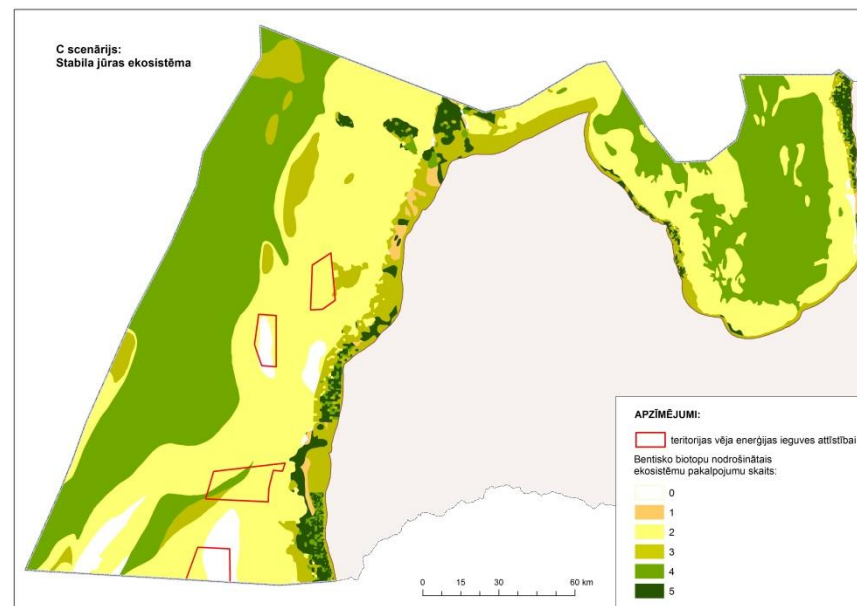 C scenārijs:
Stabila jūras ekosistēma
APZĪMĒJUMI:
teritorijas vēja enerģijas ieguves attīstībai
Bentisko biotopu nodrošinātais
ekosistēmu pakalpojumu skaits:
0
1
2
3
4
5
0 15 30 60 km